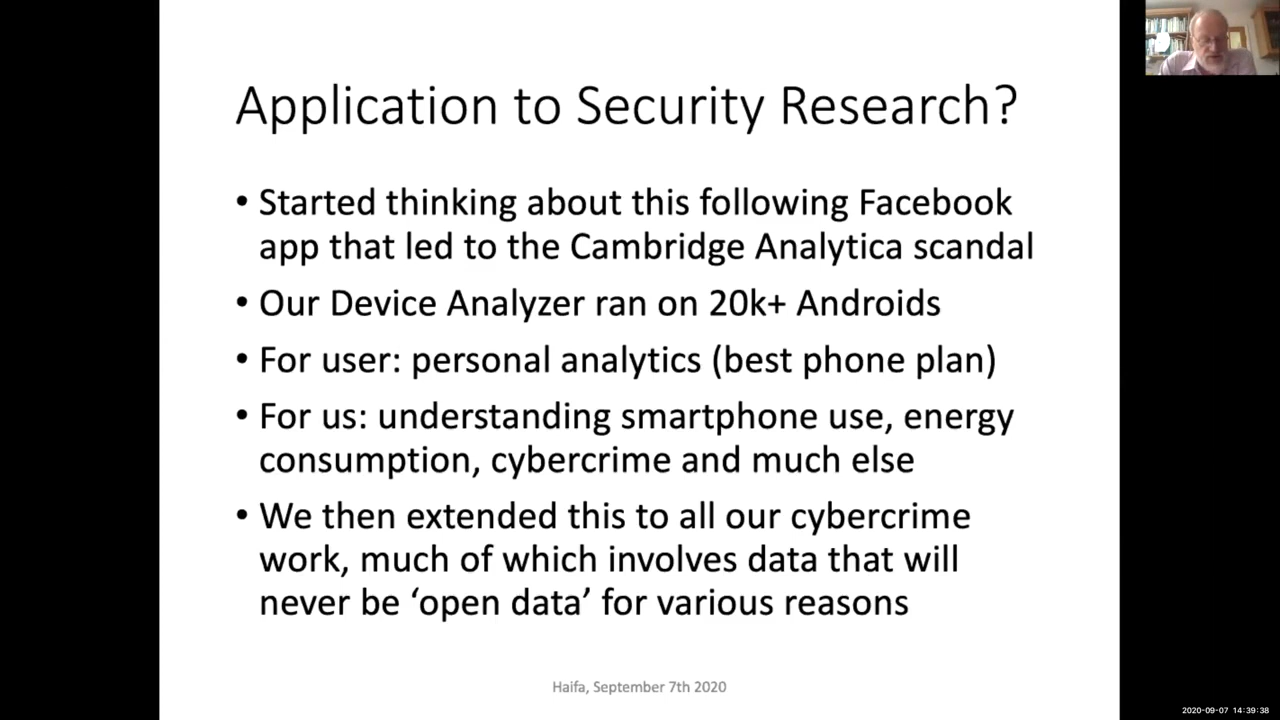 Application to Security Research?
• Started thinking about this following Facebook
app that led to the Cambridge Analytica scandal
• Our Device Analyzer ran on 20k+ Androids
• For user: personal analytics (best phone plan)
• For us: understanding smartphone use, energy
consumption, cybercrime and much else
• We then extended this to all our cybercrime
work, much of which involves data that will
never be ‘open data’ for various reasons
Haifa, September 7th 2020
2020-09-07 14:39:38